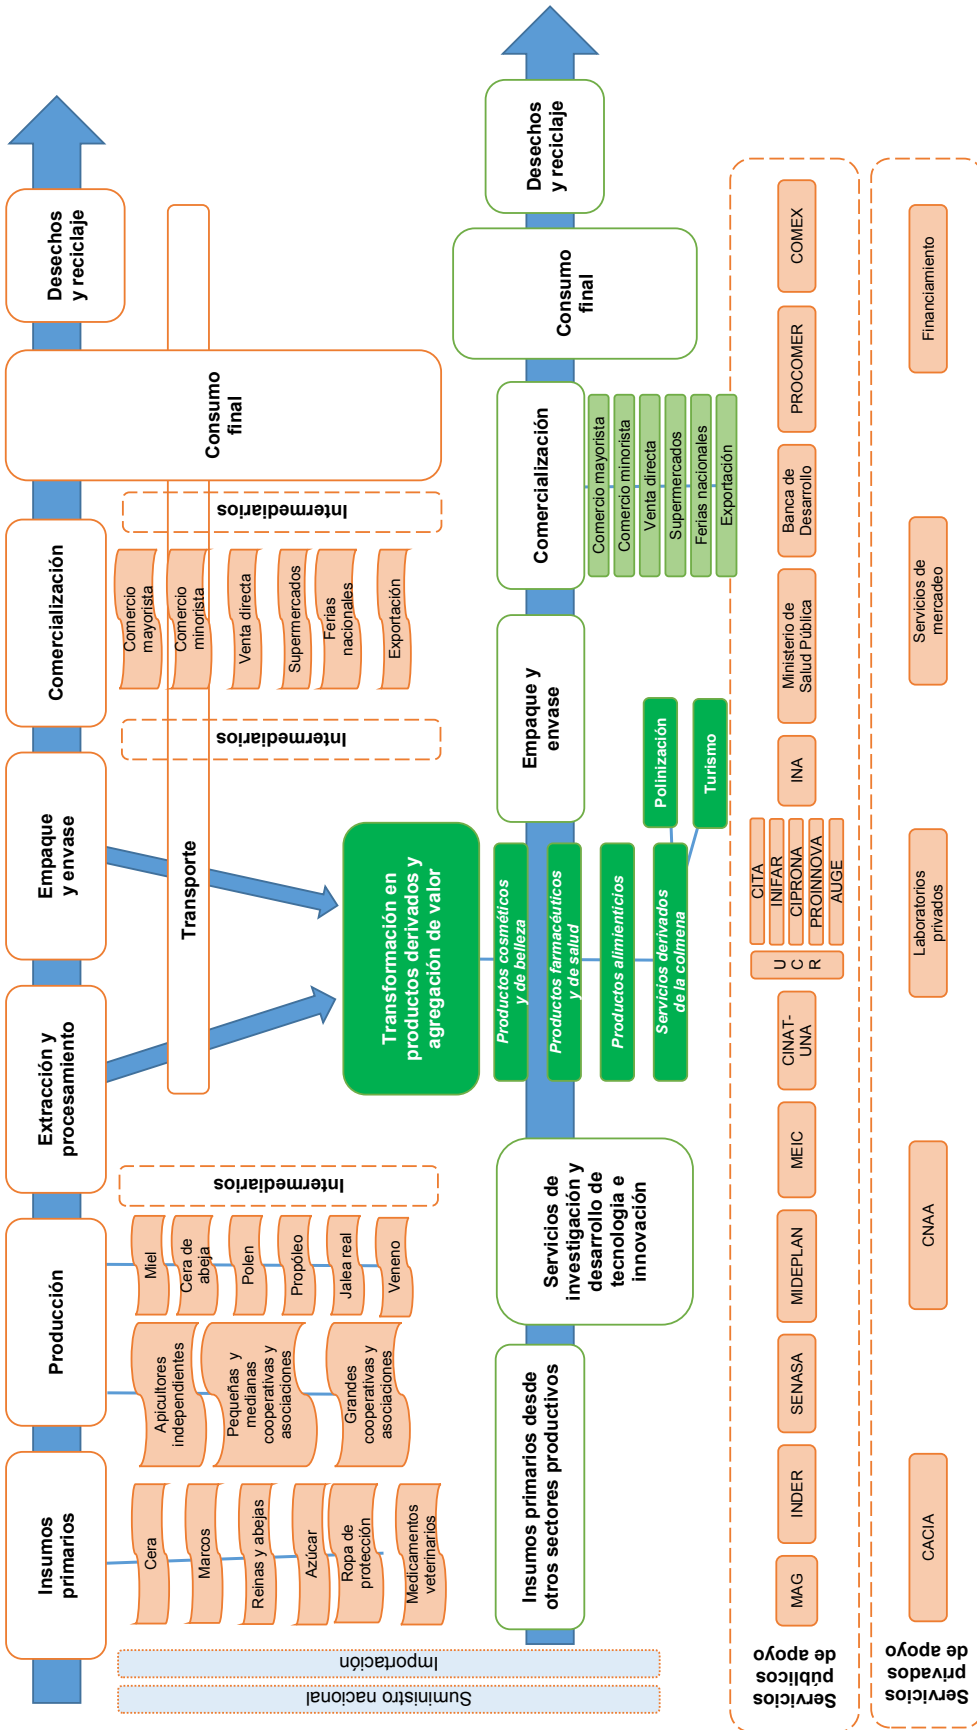 Suministro nacional
Importación
Insumos
primarios
Producción
Extracción y
procesamiento
Empaque
y envase
Comercialización
Consumo
final
Desechos
y reciclaje
Cera
Marcos
Reinas y abejas
Azúcar
Ropa de
protección
Medicamentos
veterinarios
Apicultores
independientes
Pequeñas y
medianas
cooperativas y
asociaciones
Grandes
cooperativas y
asociaciones
Miel
Cera de
abeja
Polen
Propóleo
Jalea real
Veneno
Intermediarios
Transporte
Intermediarios
Comercio
mayorista
Comercio
minorista
Venta directa
Supermercados
Ferias
nacionales
Exportación
Intermediarios
Transformación en
productos derivados y
agregación de valor
Productos cosméticos
y de belleza
Productos farmacéuticos
y de salud
Productos alimienticios
Servicios derivados
de la colmena
Polinización
Turismo
Insumos primarios desde
otros sectores productivos
Servicios de
investigación y
desarrollo de
tecnologia e
innovación
Empaque y
envase
Comercialización
Comercio mayorista
Comercio minorista
Venta directa
Supermercados
Ferias nacionales
Exportación
Consumo
final
Desechos
y reciclaje
Servicios
públicos
de apoyo
MAG
INDER
SENASA
MIDEPLAN
MEIC
CINAT-
UNA
U
C
R
CITA
INIFAR
CIPRONA
PROINNOVA
AUGE
INA
Ministerio de
Salud Pública
Banca de
Desarrollo
PROCOMER
COMEX
Servicios
privados
de apoyo
CACIA
CNAA
Laboratorios
privados
Servicios de
mercadeo
Financiamiento